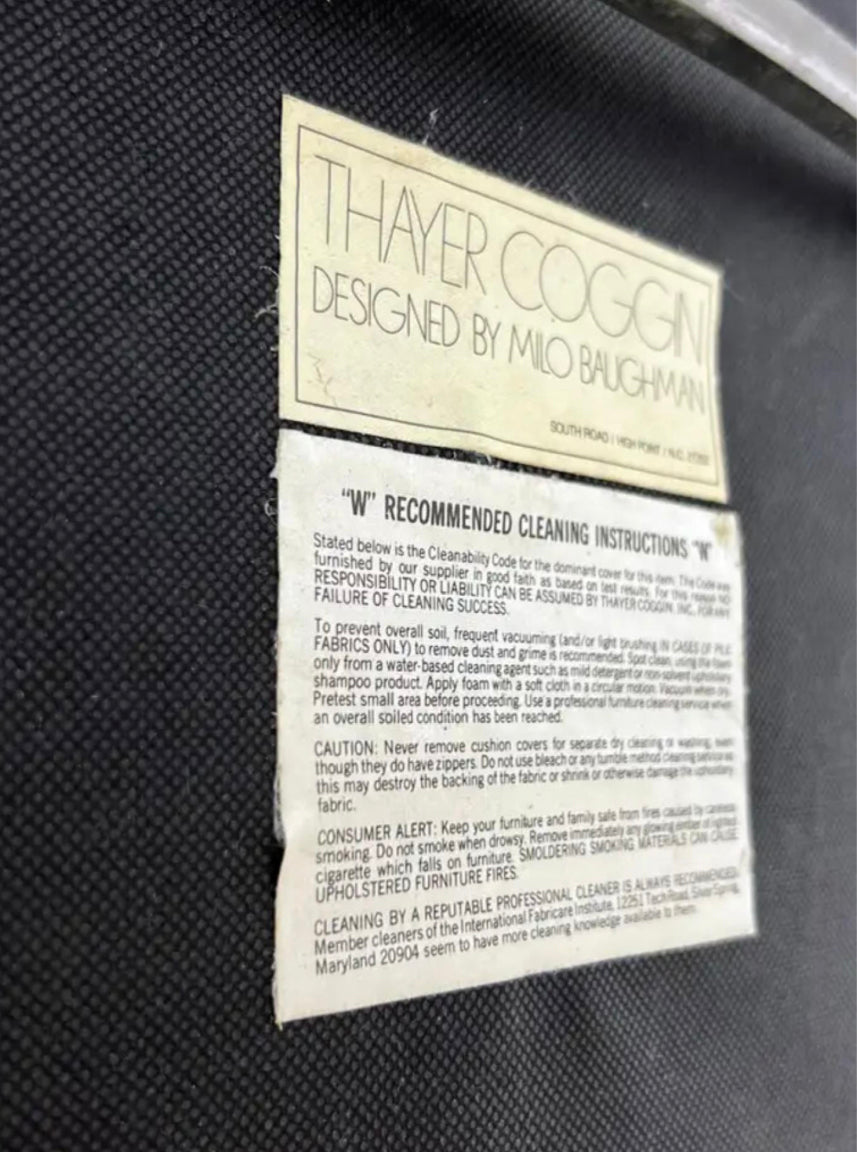 THAYER COGGIN
DESIGNED BY MILO BAUGHMAN
SOUTH ROAD / HIGH POINT / N.C.
"W" RECOMMENDED CLEANING INSTRUCTIONS "W"
Stated below is the Cleanability Code for the dominant cover for this item. The Code was
furnished by our supplier in good faith as based on test results. For this reason NO
RESPONSIBILITY OR LIABILITY CAN BE ASSUMED BY THAYER COGGIN, INC. FOR ANY
FAILURE OF CLEANING SUCCESS.
To prevent overall soil, frequent vacuuming (and/or light brushing IN CASES OF PILE
FABRICS ONLY) to remove dust and grime is recommended. Spot clean, using the foam
only from a water-based cleaning agent such as mild detergent or non-solvent upholstery
shampoo product. Apply foam with a soft cloth in a circular motion. Vacuum when dry.
Pretest small area before proceeding. Use a professional furniture cleaning service when
an overall soiled condition has been reached.
CAUTION: Never remove cushion covers for separate dry cleaning or washing, even
though they do have zippers. Do not use bleach or any tumble method cleaning service as
this may destroy the backing of the fabric or shrink or otherwise damage the upholstery
fabric.
CONSUMER ALERT: Keep your furniture and family safe from fires caused by careless
smoking. Do not smoke when drowsy. Remove immediately any glowing ember of lighted
cigarette which falls on furniture. SMOLDERING SMOKING MATERIALS CAN CAUSE
UPHOLSTERED FURNITURE FIRES.
CLEANING BY A REPUTABLE PROFESSIONAL CLEANER IS ALWAYS RECOMMENDED.
Member cleaners of the International Fabricare Institute, 12251 Tech Road, Silver Spring,
Maryland 20904 seem to have more cleaning knowledge available to them.